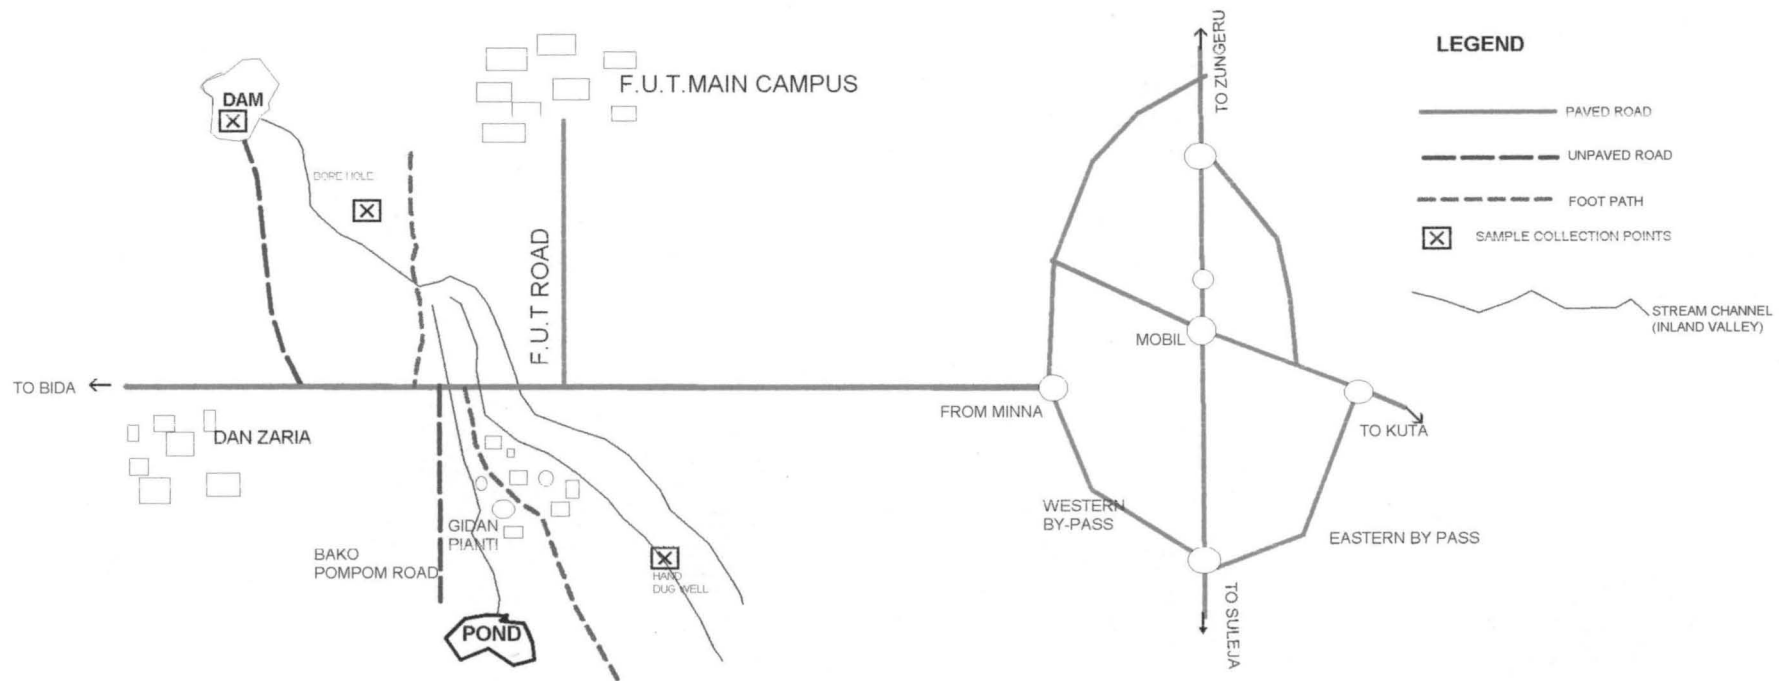 LEGEND
PAVED ROAD
UNPAVED ROAD
FOOT PATH
SAMPLE COLLECTION POINTS
STREAM CHANNEL
(INLAND VALLEY)
DAM
BORE HOLE
F.U.T.MAIN CAMPUS
F.U.T ROAD
TO ZUNGERU
MOBIL
TO BIDA
FROM MINNA
TO KUTA
DAN ZARIA
WESTERN
BY-PASS
EASTERN BY PASS
GIDAN
PIANTI
BAKO
POMPOM ROAD
HAND
DUG WELL
POND
TO SULEJA